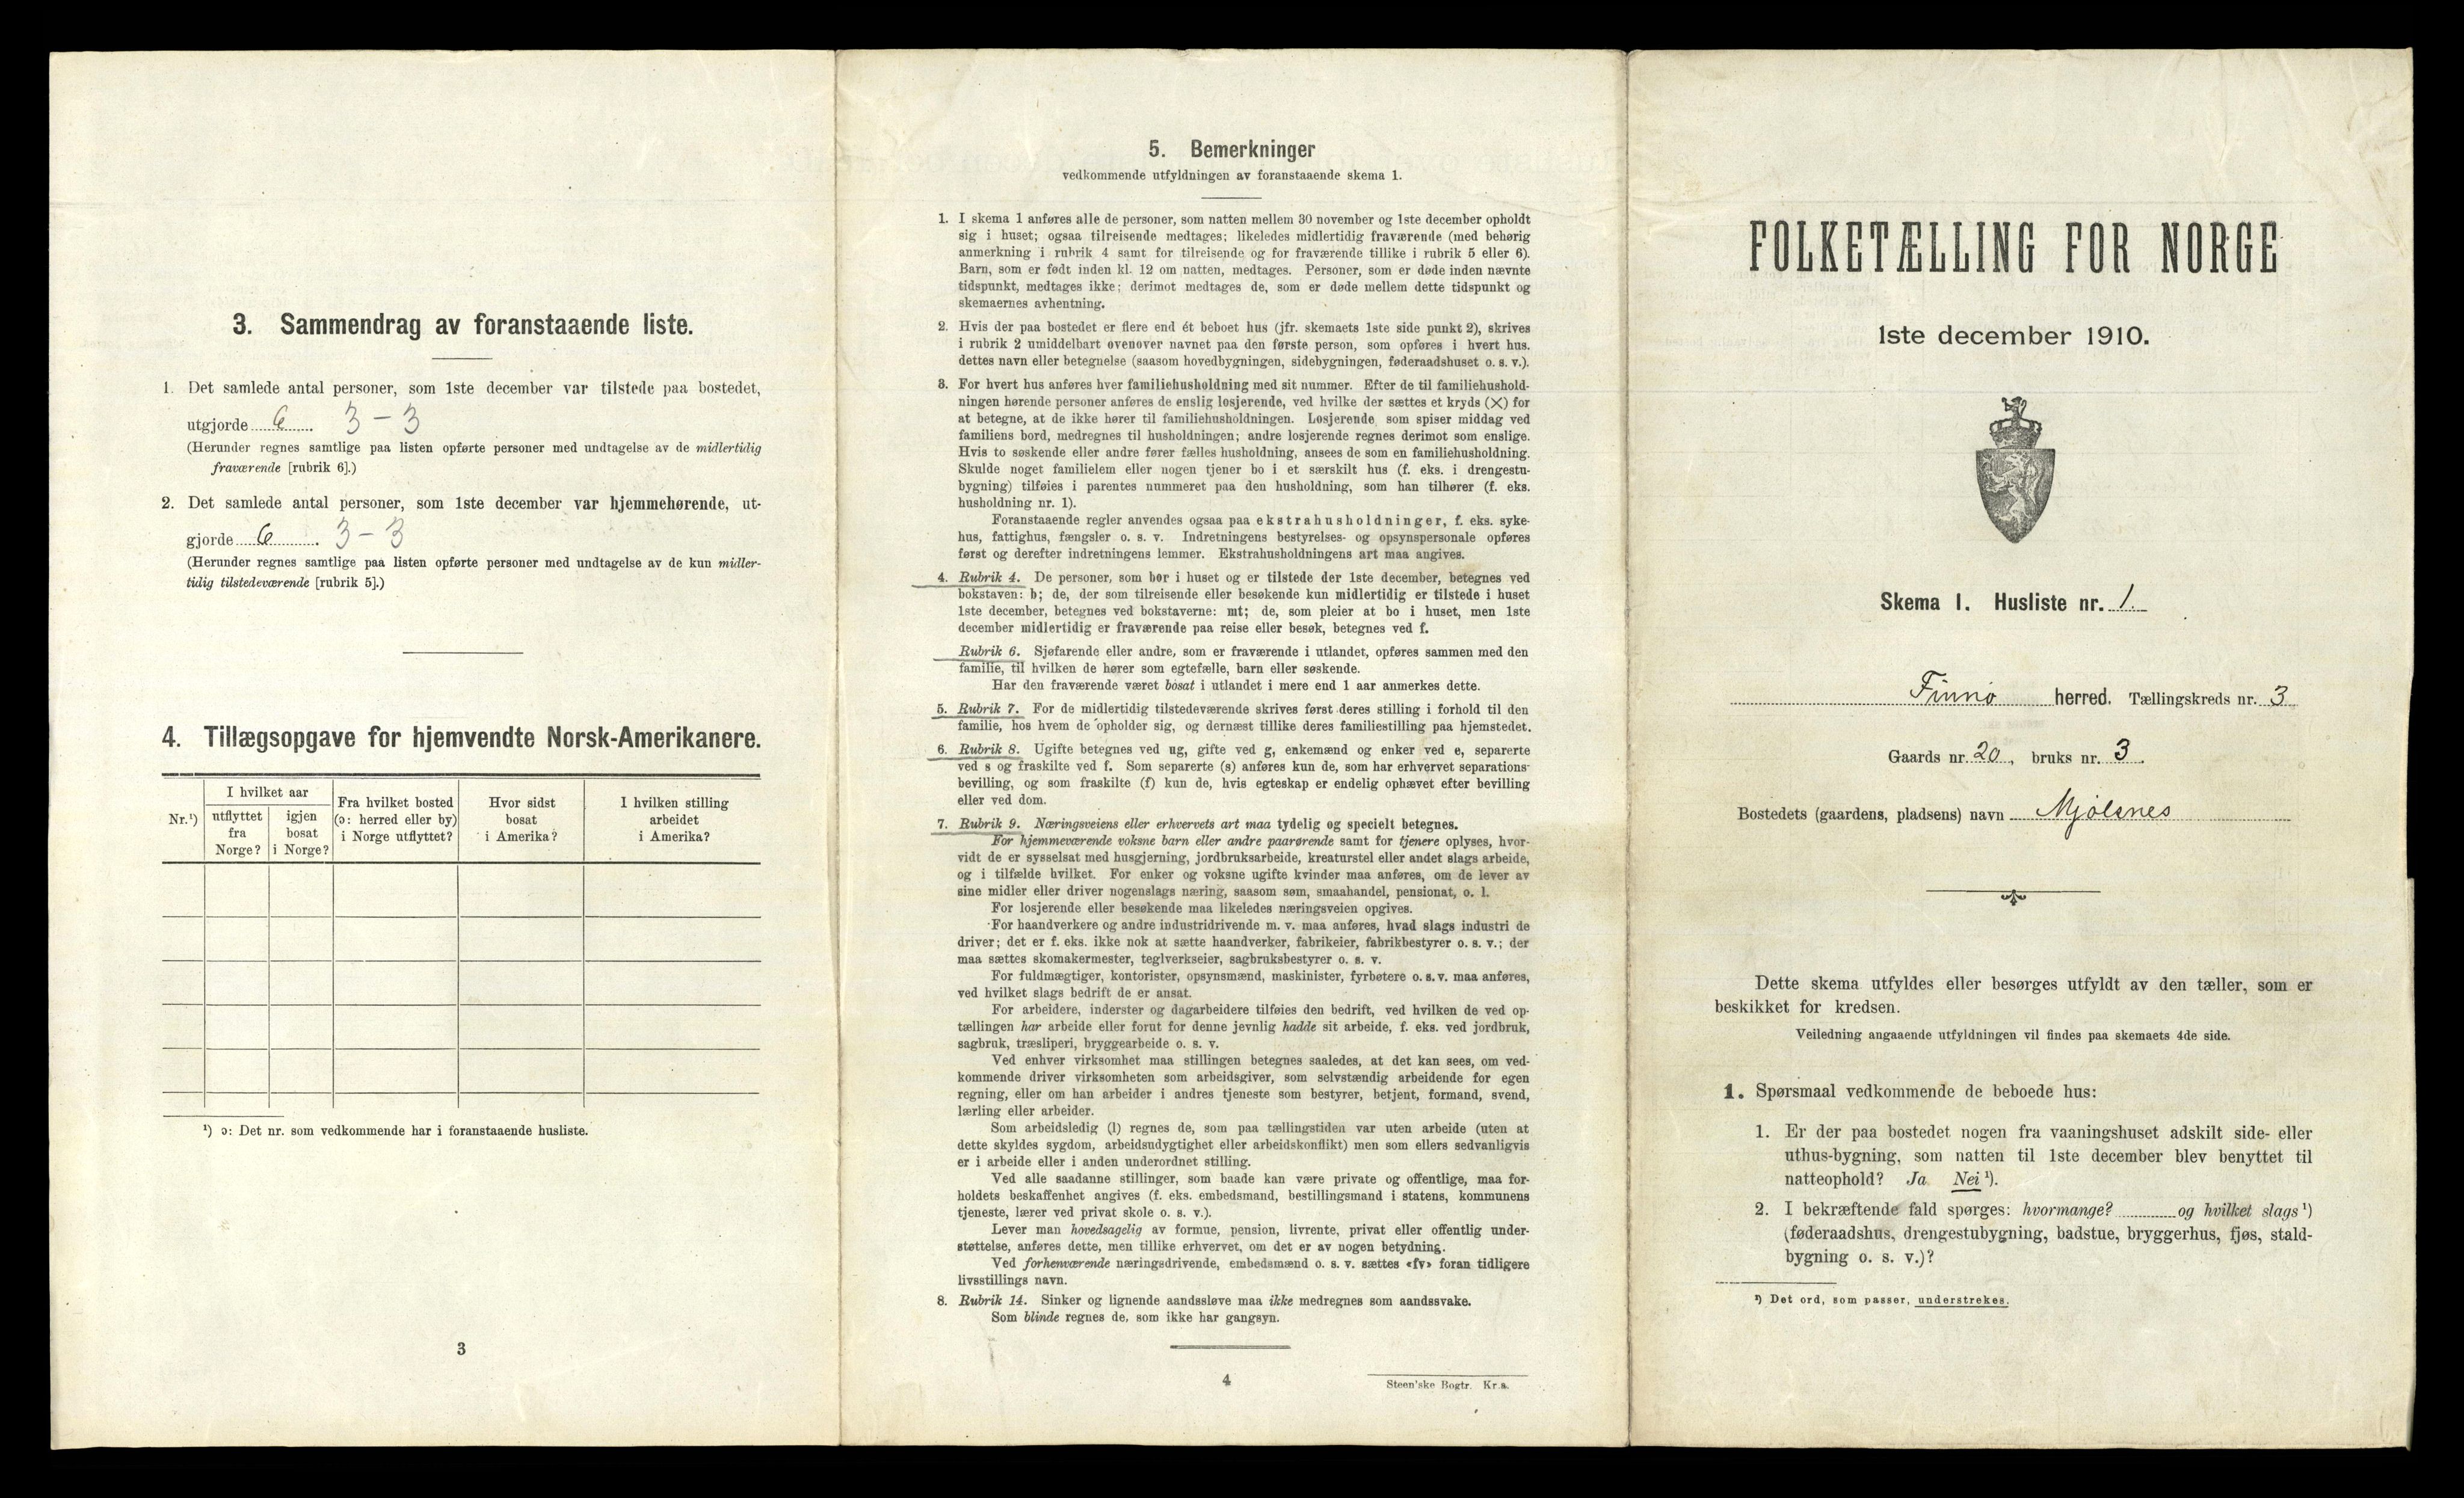 3. Sammendrag av foranstaaende liste.
1. Det samlede antal personer, som 1ste december var tilstede paa bostedet,
utgjorde 6. 3 – 3
(Herunder regnes samtlige paa listen opførte personer med undtagelse av de midlertidig
fraværende [rubrik 6].)
2. Det samlede antal personer, som 1ste december var hjemmehørende, ut-
gjorde 6. 3 – 3
(Herunder regnes samtlige paa listen opførte personer med undtagelse av de kun midler-
tidig tilstedeværende [rubrik 5].)
4. Tillægsopgave for hjemvendte Norsk-Amerikanere.
Nr.¹)
I hvilket aar
utflyttet
fra
Norge?
igjen
bosat
i Norge?
Fra hvilket bosted
(ɔ: herred eller by)
i Norge utflyttet?
Hvor sidst
bosat
i Amerika?
I hvilken stilling
arbeidet
i Amerika?
¹) ɔ: Det nr. som vedkommende har i foranstaaende husliste.
3
5. Bemerkninger
vedkommende utfyldningen av foranstaaende skema 1.
1. I skema 1 anføres alle de personer, som natten mellem 30 november og 1ste december opholdt
sig i huset; ogsaa tilreisende medtages; likeledes midlertidig fraværende (med behørig
anmerkning i rubrik 4 samt for tilreisende og for fraværende tillike i rubrik 5 eller 6).
Barn, som er født inden kl. 12 om natten, medtages. Personer, som er døde inden nævnte
tidspunkt, medtages ikke; derimot medtages de, som er døde mellem dette tidspunkt og
skemaernes avhentning.
2. Hvis der paa bostedet er flere end ét beboet hus (jfr. skemaets 1ste side punkt 2), skrives
i rubrik 2 umiddelbart ovenover navnet paa den første person, som opføres i hvert hus.
dettes navn eller betegnelse (saasom hovedbygningen, sidebygningen, føderaadshuset o. s. v.).
3. For hvert hus anføres hver familiehusholdning med sit nummer. Efter de til familiehushold-
ningen hørende personer anføres de enslig losjerende, ved hvilke der sættes et kryds (✕) for
at betegne, at de ikke hører til familiehusholdningen. Losjerende som spiser middag ved
familiens bord, medregnes til husholdningen; andre losjerende regnes derimot som enslige.
Hvis to søskende eller andre fører fælles husholdning, ansees de som en familiehusholdning.
Skulde noget familielem eller nogen tjener bo i et særskilt hus (f. eks. i drengestu-
bygning) tilføies i parentes nummeret paa den husholdning, som han tilhører (f. eks.
husholdning nr. 1).
Foranstaaende regler anvendes ogsaa paa ekstrahusholdninger, f. eks. syke-
hus, fattighus, fængsler o. s. v. Indretningens bestyrelses- og opsynspersonale opføres
først og derefter indretningens lemmer. Ekstrahusholdningens art maa angives.
4. Rubrik 4. De personer, som bor i huset og er tilstede der 1ste december, betegnes ved
bokstaven: b; de, der som tilreisende eller besøkende kun midlertidig er tilstede i huset
1ste december, betegnes ved bokstaverne: mt; de, som pleier at bo i huset, men 1ste
december midlertidig er fraværende paa reise eller besøk, betegnes ved f.
Rubrik 6. Sjøfarende eller andre, som er fraværende i utlandet, opføres sammen med den
familie, til hvilken de hører som egtefælle, barn eller søskende.
Har den fraværende været bosat i utlandet i mere end 1 aar anmerkes dette.
5. Rubrik 7. For de midlertidig tilstedeværende skrives først deres stilling i forhold til den
familie, hos hvem de opholder sig, og dernæst tillike deres familiestilling paa hjemstedet.
6. Rubrik 8. Ugifte betegnes ved ug, gifte ved g, enkemænd og enker ved e, separerte
ved s og fraskilte ved f. Som separerte (s) anføres kun de, som har erhvervet separations-
bevilling, og som fraskilte (f) kun de, hvis egteskap er endelig ophævet efter bevilling
eller ved dom.
7. Rubrik 9. Næringsveiens eller erhvervets art maa tydelig og specielt betegnes.
For hjemmeværende voksne barn eller andre paarørende samt for tjenere oplyses, hvor-
vidt de er sysselsat med husgjerning, jordbruksarbeide, kreaturstel eller andet slags arbeide,
og i tilfælde hvilket. For enker og voksne ugifte kvinder maa anføres, om de lever av
sine midler eller driver nogenslags næring, saasom søm, smaahandel, pensionat, o. l.
For losjerende eller besøkende maa likeledes næringsveien opgives.
For haandverkere og andre industridrivende m. v. maa anføres, hvad slags industri de
driver; det er f. eks. ikke nok at sætte haandverker, fabrikeier, fabrikbestyrer o. s. v.; der
maa sættes skomakermester, teglverkseier, sagbruksbestyrer o. s. v.
For fuldmægtiger, kontorister, opsynsmænd, maskinister, fyrbøtere o. s. v. maa anføres,
ved hvilket slags bedrift de er ansat.
For arbeidere, inderster og dagarbeidere tilføies den bedrift, ved hvilken de ved op-
tællingen har arbeide eller forut for denne jevnlig hadde sit arbeide, f. eks. ved jordbruk,
sagbruk, træsliperi, bryggearbeide o. s. v.
Ved enhver virksomhet maa stillingen betegnes saaledes, at det kan sees, om ved-
kommende driver virksomheten som arbeidsgiver, som selvstændig arbeidende for egen
regning, eller om han arbeider i andres tjeneste som bestyrer, betjent, formand, svend,
lærling eller arbeider.
Som arbeidsledig (l) regnes de, som paa tællingstiden var uten arbeide (uten at
dette skyldes sygdom, arbeidsudygtighet eller arbeidskonflikt) men som ellers sedvanligvis
er i arbeide eller i anden underordnet stilling.
Ved alle saadanne stillinger, som baade kan være private og offentlige, maa for-
holdets beskaffenhet angives (f. eks. embedsmand, bestillingsmand i statens, kommunens
tjeneste, lærer ved privat skole o. s. v.).
Lever man hovedsagelig av formue, pension, livrente, privat eller offentlig under-
støttelse, anføres dette, men tillike erhvervet, om det er av nogen betydning.
Ved forhenværende næringsdrivende, embedsmænd o. s. v. sættes «fv» foran tidligere
livsstillings navn.
8. Rubrik 14. Sinker og lignende aandssløve maa ikke medregnes som aandssvake.
Som blinde regnes de, som ikke har gangsyn.
4
Steen'ske Bogtr. Kr.a.
FOLKETÆLLING FOR NORGE
1ste december 1910.
Skema 1. Husliste nr. 1.
Finnø herred. Tællingskreds nr. 3
Gaards nr. 20, bruks nr. 3.
Bostedets (gaardens, pladsens) navn Mjølsnes
Dette skema utfyldes eller besørges utfyldt av den tæller, som er
beskikket for kredsen.
Veiledning angaaende utfyldningen vil findes paa skemaets 4de side.
1. Spørsmaal vedkommende de beboede hus:
1. Er der paa bostedet nogen fra vaaningshuset adskilt side- eller
uthus-bygning, som natten til 1ste december blev benyttet til
natteophold? Ja Nei ¹).
2. I bekræftende fald spørges: hvormange? og hvilket slags ¹)
(føderaadshus, drengestubygning, badstue, bryggerhus, fjøs, stald-
bygning o. s. v.)?
¹) Det ord, som passer, understrekes.